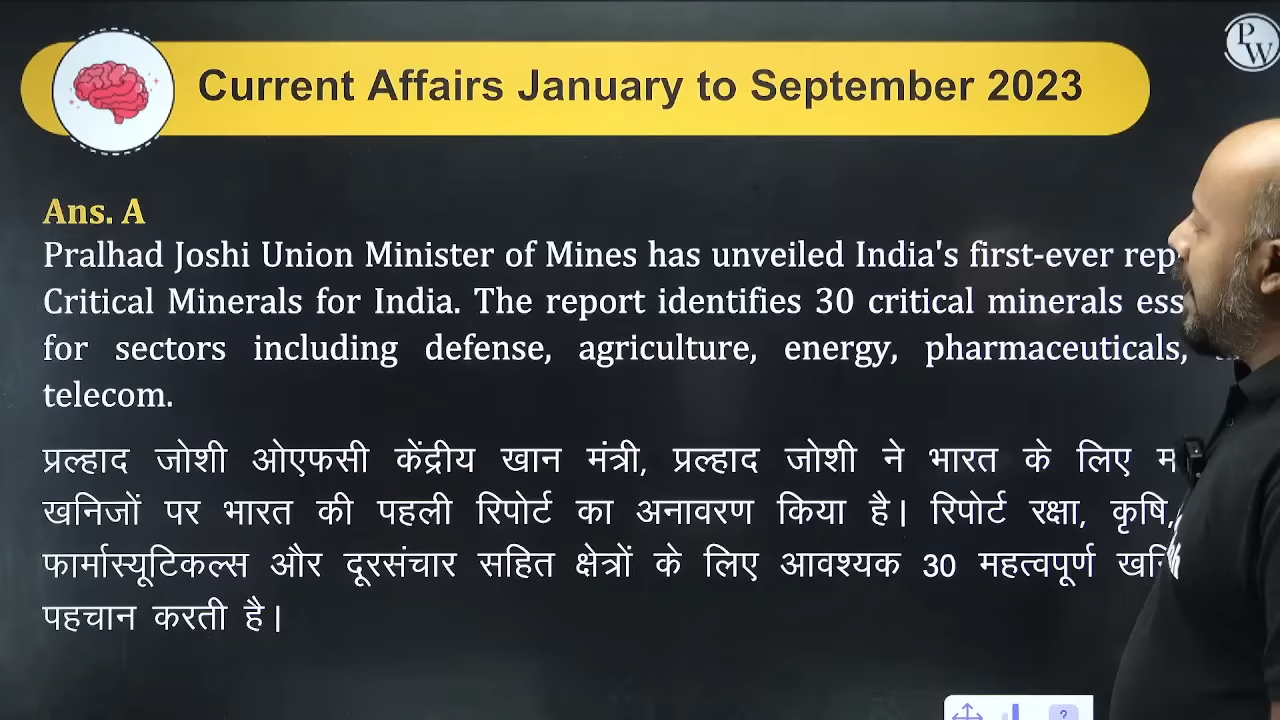 PW
Current Affairs January to September 2023
Ans. A
Pralhad Joshi Union Minister of Mines has unveiled India's first-ever
Critical Minerals for India. The report identifies 30 critical minerals
for sectors including defense, agriculture, energy, pharmaceuticals,
telecom.
प्रल्हाद जोशी ओएफसी केंद्रीय खान मंत्री, प्रल्हाद जोशी ने भारत के लिए
खनिजों पर भारत की पहली रिपोर्ट का अनावरण किया है। रिपोर्ट रक्षा, कृषि,
फार्मास्यूटिकल्स और दूरसंचार सहित क्षेत्रों के लिए आवश्यक 30 महत्वपूर्ण
पहचान करती है।
?